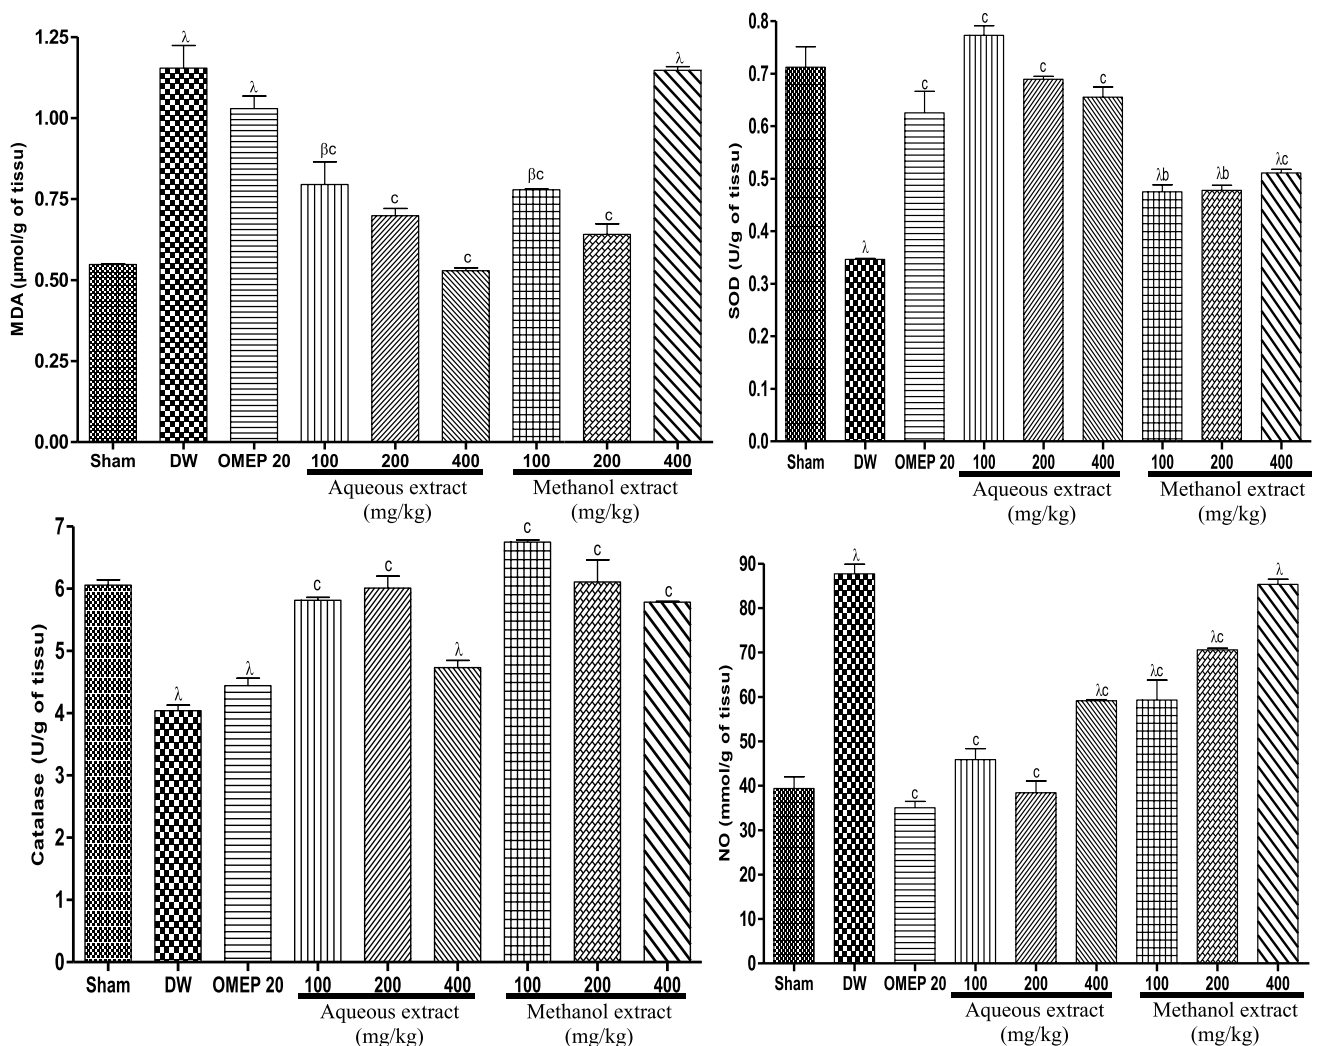 MDA (µmol/g of tissu)
1.25
1.00
0.75
0.50
0.25
0.00
λ
λ
βc
c
c
βc
c
λ
Sham DW OMEP 20 100 200 400 100 200 400
Aqueous extract Methanol extract
(mg/kg) (mg/kg)
SOD (U/g of tissu)
0.8
0.7
0.6
0.5
0.4
0.3
0.2
0.1
0.0
λ
c
c
c
c
λb
λb
λc
Sham DW OMEP 20 100 200 400 100 200 400
Aqueous extract Methanol extract
(mg/kg) (mg/kg)
Catalase (U/g of tissu)
7
6
5
4
3
2
1
0
λ
λ
c
c
λ
c
c
c
Sham DW OMEP 20 100 200 400 100 200 400
Aqueous extract Methanol extract
(mg/kg) (mg/kg)
NO (mmol/g of tissu)
90
80
70
60
50
40
30
20
10
0
λ
c
c
c
λc
λc
λc
λ
Sham DW OMEP 20 100 200 400 100 200 400
Aqueous extract Methanol extract
(mg/kg) (mg/kg)